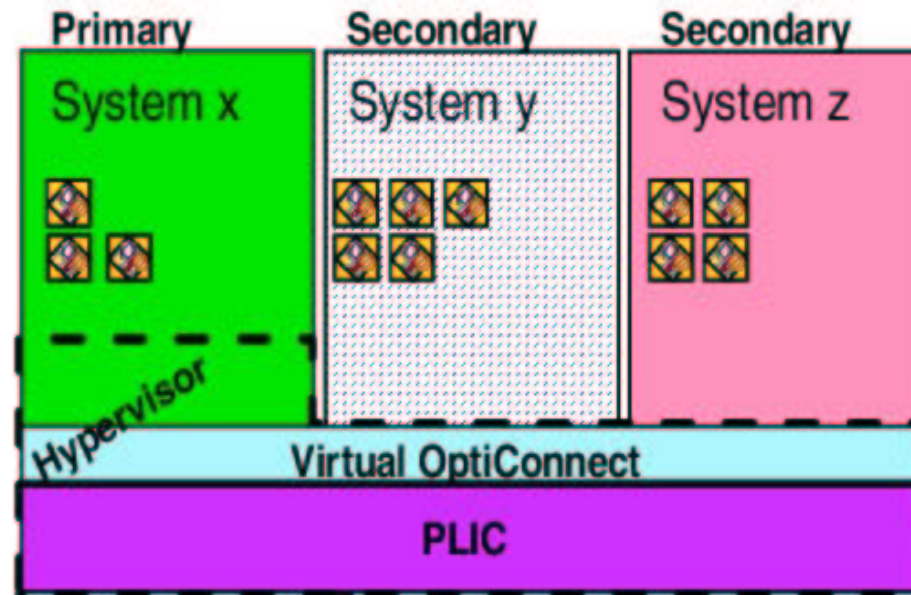 Primary
Secondary
Secondary
System x
System y
System z
Hypervisor
Virtual OptiConnect
PLIC